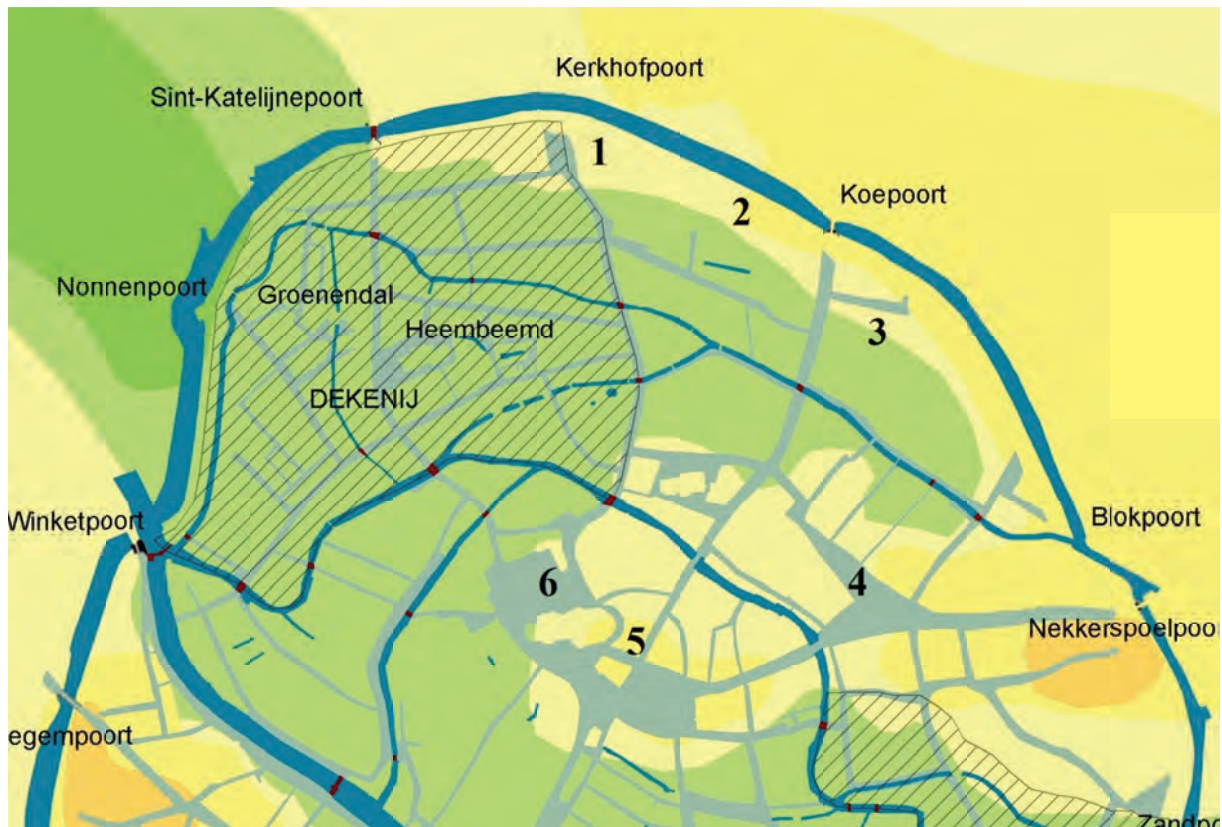 Kerkhofpoort
Sint-Katelijnepoort
1
2
Koepoort
Nonnenpoort
Groenendal
3
Heembeemd
DEKENIJ
Winketpoort
Blokpoort
4
6
5
Nekkerspoelpoor
egempoort
Zandpo